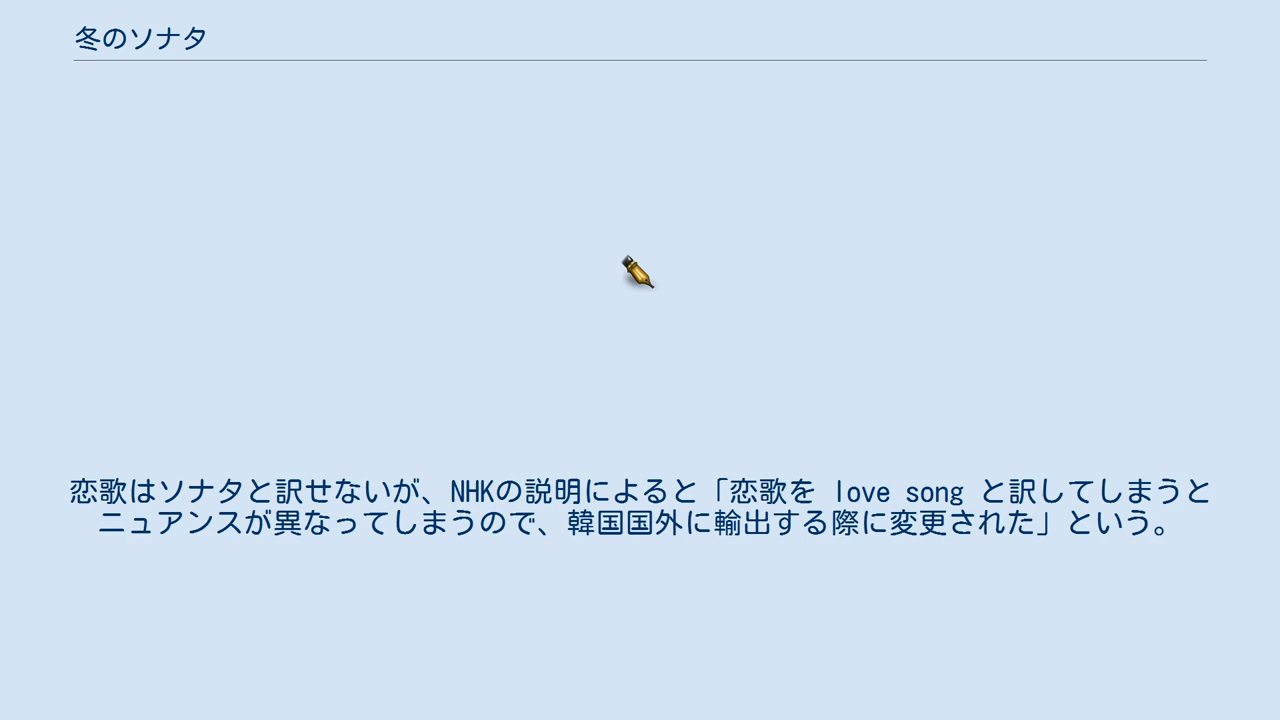 冬のソナタ
恋歌はソナタと訳せないが、NHKの説明によると「恋歌を love song と訳してしまうと
ニュアンスが異なってしまうので、韓国国外に輸出する際に変更された」という。